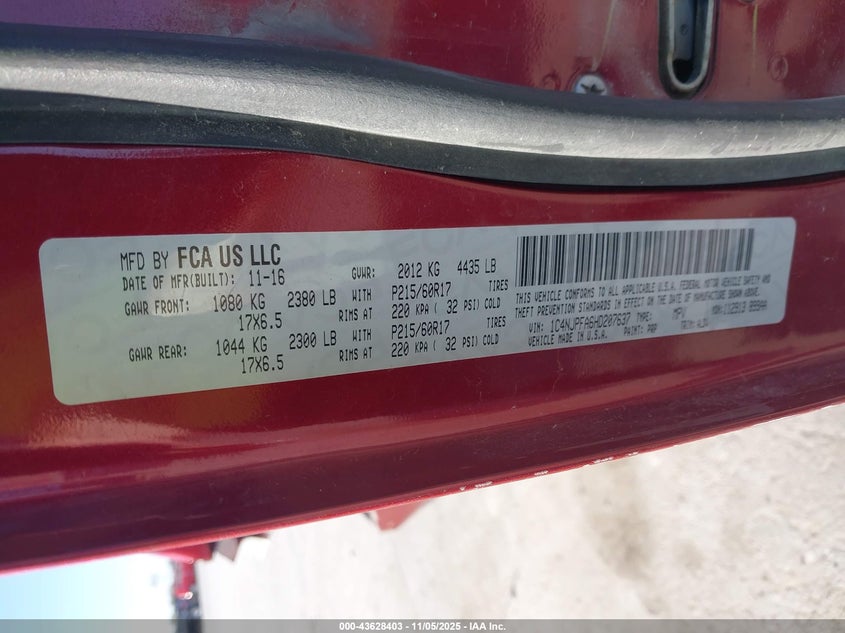 MFD BY FCA US LLC
DATE OF MFR(BUILT): 11-16 GVWR: 2012 KG 4435 LB
GAWR FRONT: 1080 KG 2380 LB WITH P215/60R17 TIRES
17X6.5 RIMS AT 220 KPA ( 32 PSI) COLD
GAWR REAR: 1044 KG 2300 LB WITH P215/60R17 TIRES
17X6.5 RIMS AT 220 KPA ( 32 PSI) COLD
THIS VEHICLE CONFORMS TO ALL APPLICABLE U.S.A. FEDERAL MOTOR VEHICLE SAFETY AND
THEFT PREVENTION STANDARDS IN EFFECT ON THE DATE OF MANUFACTURE SHOWN ABOVE.
VIN: 1C4NJPFA6HD207637 TYPE: MPV MDH:
VEHICLE MADE IN U.S.A. PAINT: PRP TRIM:
000-43628403 — 11/05/2025 — IAA Inc.